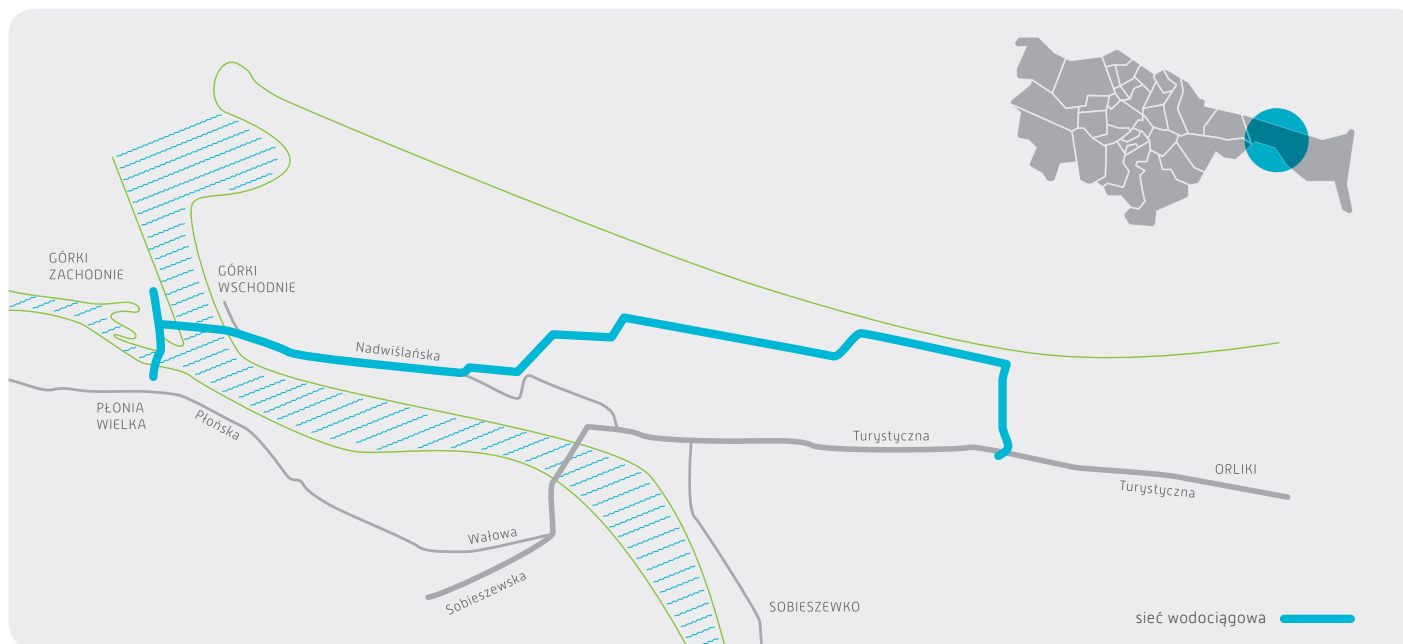 GÓRKI
ZACHODNIE
GÓRKI
WSCHODNIE
Nadwiślańska
PŁONIA
WIELKA
Płońska
Turystyczna
ORLIKI
Turystyczna
Wałowa
Sobieszewska
SOBIESZEWKO
sieć wodociągowa